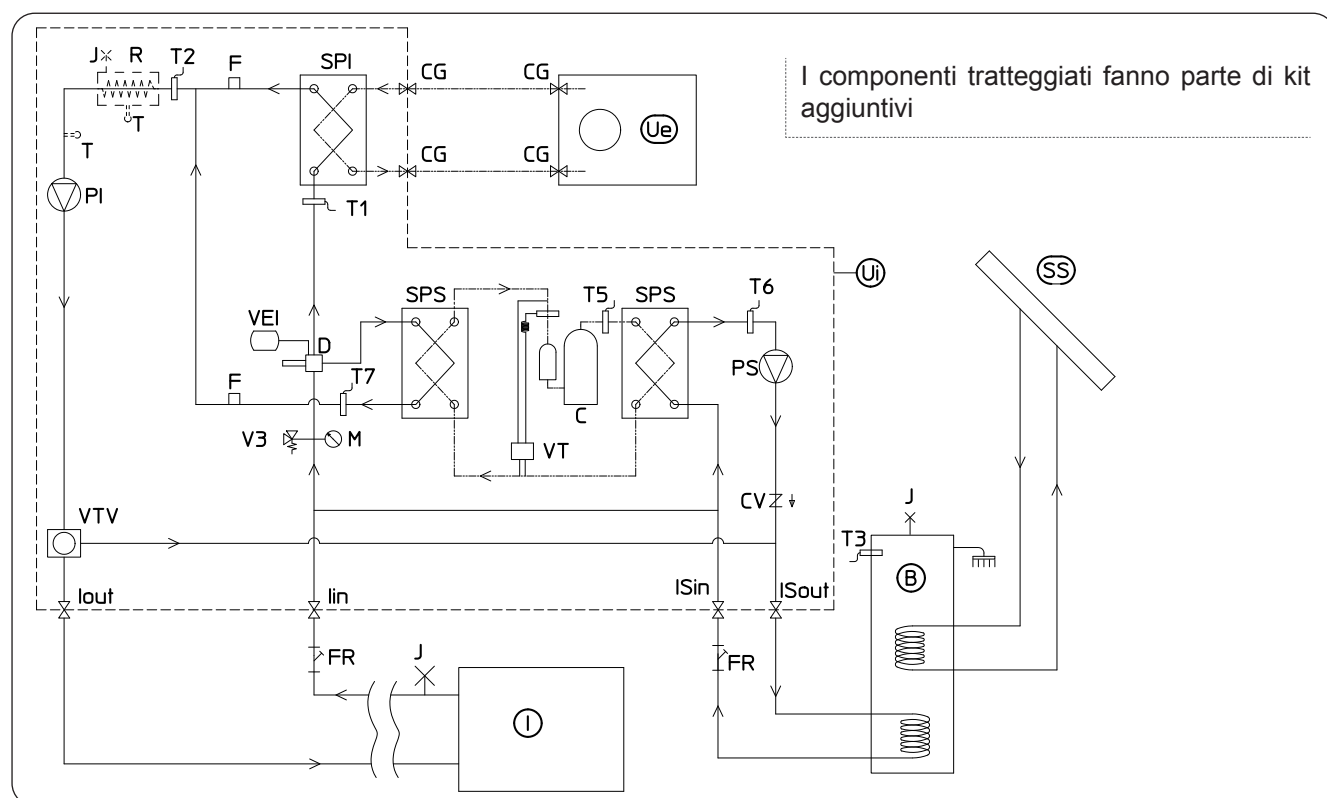 I componenti tratteggiati fanno parte di kit
aggiuntivi
J R T2 F SPI CG CG
T
T
Ue
CG CG
PI
T1
SS
Ui
SPS T5 SPS T6
VEI
D
PS
F T7
C
V3 M
VT
CV
J
VTV
T3
B
Iout Iin ISin ISout
FR J FR
I